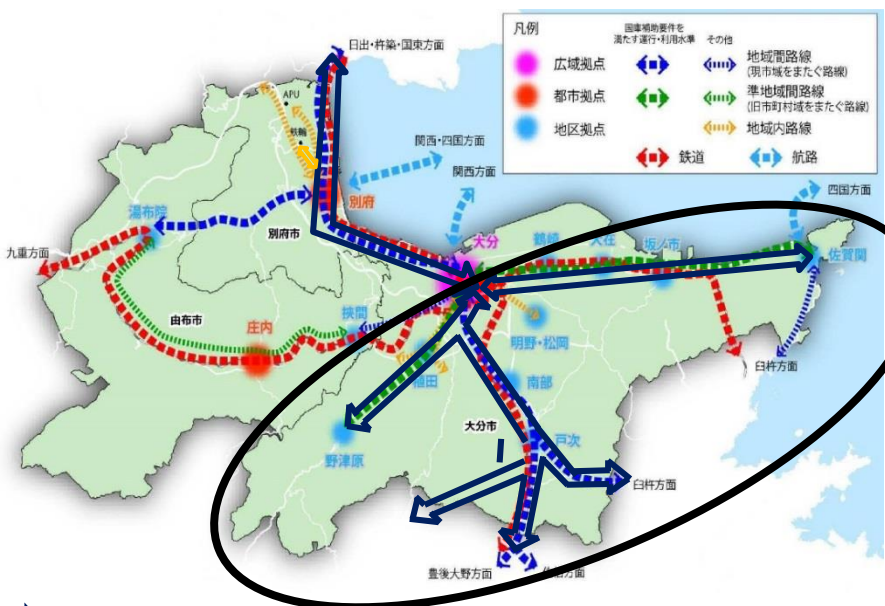 凡例
国庫補助要件を
満たす運行・利用水準
その他
広域拠点
都市拠点
地区拠点
地域間路線
(現市域をまたぐ路線)
準地域間路線
(旧市町村域をまたぐ路線)
地域内路線
鉄道
航路
日出・杵築・国東方面
APU
鉄輪
関西・四国方面
関西方面
四国方面
別府
湯布院
別府市
大分
鶴崎
大在
坂ノ市
佐賀関
九重方面
由布市
庄内
挾間
明野・松岡
臼杵方面
稙田
南部
大分市
戸次
野津原
臼杵方面
豊後大野方面
方面